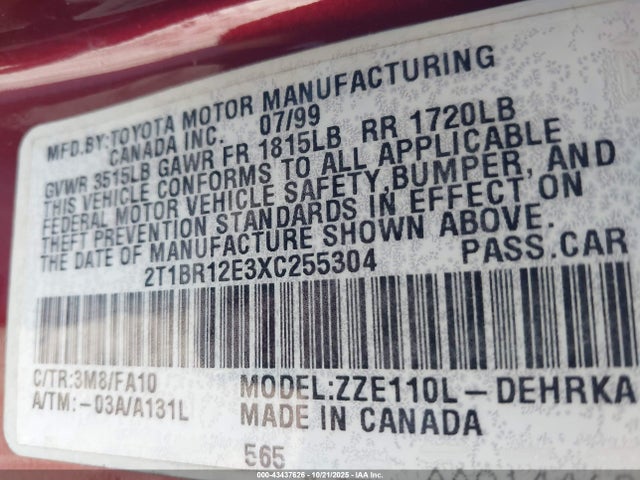 MFD.BY:TOYOTA MOTOR MANUFACTURING
CANADA INC. 07/99
GVWR 3515LB GAWR FR 1815LB RR 1720LB
THIS VEHICLE CONFORMS TO ALL APPLICABLE
FEDERAL MOTOR VEHICLE SAFETY,BUMPER, AND
THEFT PREVENTION STANDARDS IN EFFECT ON
THE DATE OF MANUFACTURE SHOWN ABOVE.
2T1BR12E3XC255304 PASS.CAR
C/TR:3M8/FA10 MODEL:ZZE110L-DEHRKA
A/TM:-03A/A131L MADE IN CANADA
565
000-43437626 - 10/21/2025 - IAAI.COM